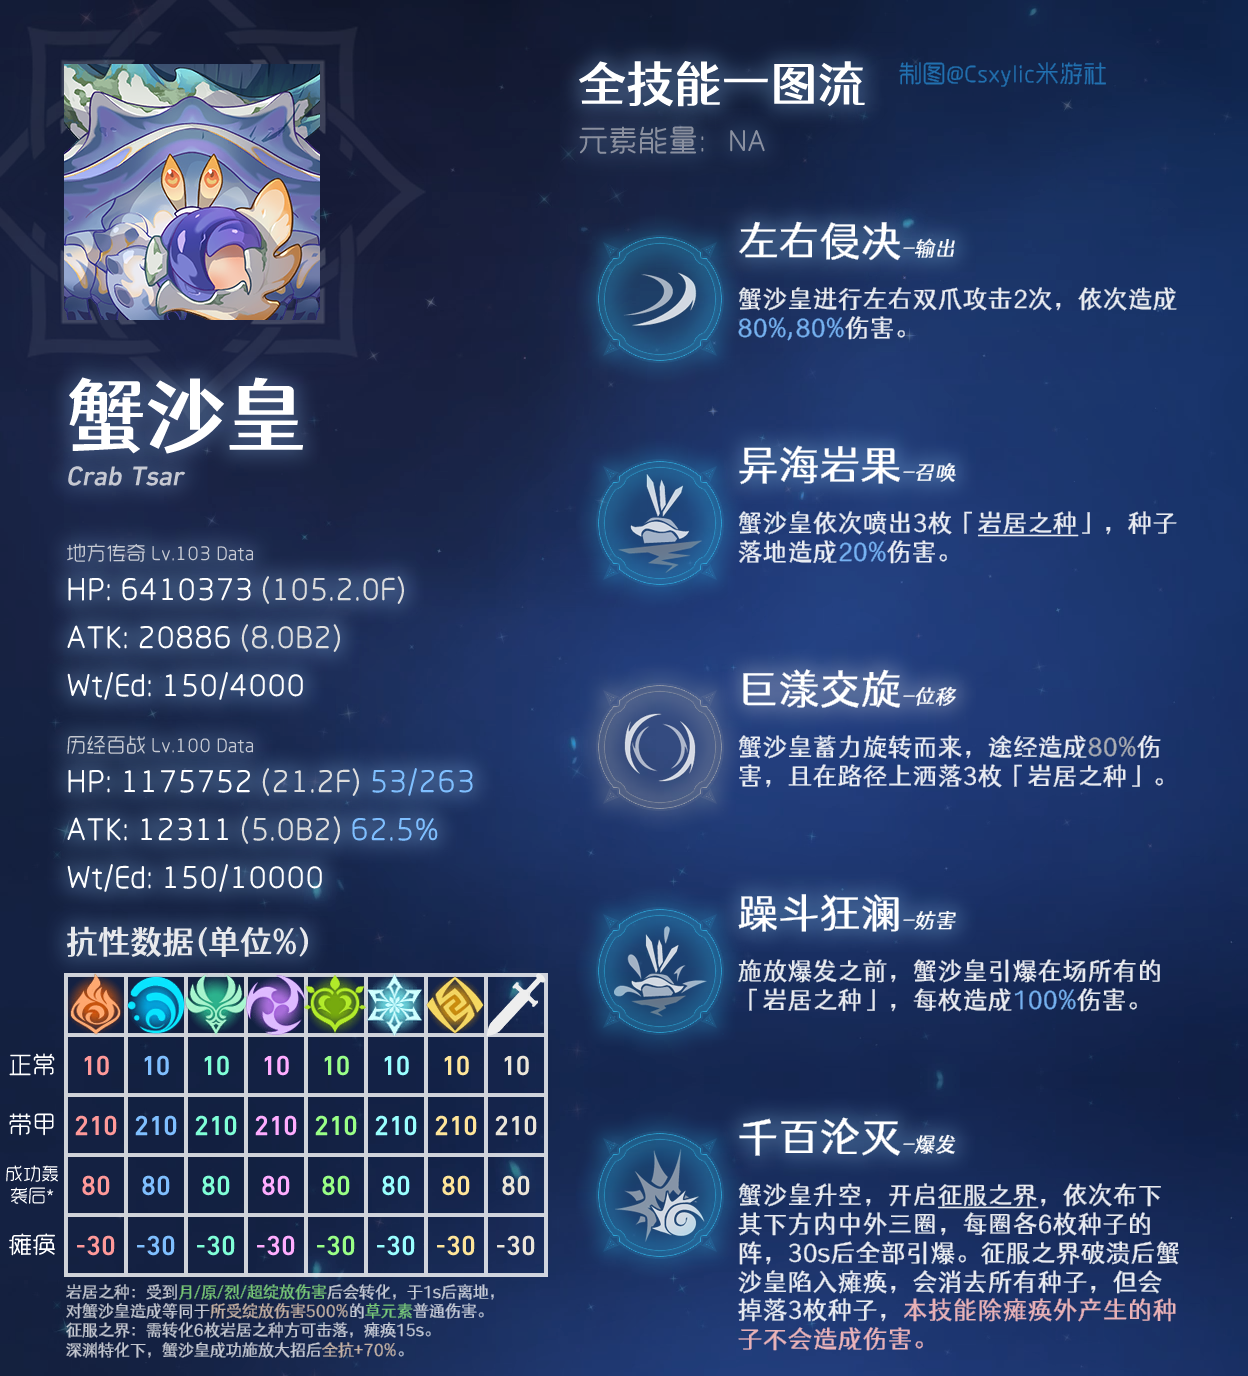 全技能一图流
制图@Csxylic米游社
元素能量： NA
蟹沙皇
Crab Tsar
地方传奇 Lv.103 Data
HP: 6410373 (105.2.0F)
ATK: 20886 (8.0B2)
Wt/Ed: 150/4000
历经百战 Lv.100 Data
HP: 1175752 (21.2F) 53/263
ATK: 12311 (5.0B2) 62.5%
Wt/Ed: 150/10000
抗性数据(单位%)
正常 10 10 10 10 10 10 10 10
带甲 210 210 210 210 210 210 210 210
成功轰
袭后* 80 80 80 80 80 80 80 80
瘫痪 -30 -30 -30 -30 -30 -30 -30 -30
岩居之种：受到月/原/烈/超绽放伤害后会转化，于1s后离地，
对蟹沙皇造成等同于所受绽放伤害500%的草元素普通伤害。
征服之界：需转化6枚岩居之种方可击落，瘫痪15s。
深渊特化下，蟹沙皇成功施放大招后全抗+70%。
左右侵决–输出
蟹沙皇进行左右双爪攻击2次，依次造成
80%,80%伤害。
异海岩果–召唤
蟹沙皇依次喷出3枚「岩居之种」，种子
落地造成20%伤害。
巨漾交旋–位移
蟹沙皇蓄力旋转而来，途经造成80%伤
害，且在路径上洒落3枚「岩居之种」。
躁斗狂澜–妨害
施放爆发之前，蟹沙皇引爆在场所有的
「岩居之种」，每枚造成100%伤害。
千百沦灭–爆发
蟹沙皇升空，开启征服之界，依次布下
其下方内中外三圈，每圈各6枚种子的
阵，30s后全部引爆。征服之界破溃后蟹
沙皇陷入瘫痪，会消去所有种子，但会
掉落3枚种子，本技能除瘫痪外产生的种
子不会造成伤害。